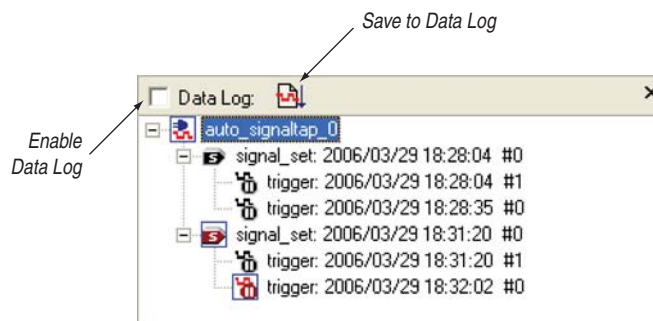 Save to Data Log
Data Log:
Enable
Data Log
auto_signaltap_0
signal_set: 2006/03/29 18:28:04 #0
trigger: 2006/03/29 18:28:04 #1
trigger: 2006/03/29 18:28:35 #0
signal_set: 2006/03/29 18:31:20 #0
trigger: 2006/03/29 18:31:20 #1
trigger: 2006/03/29 18:32:02 #0